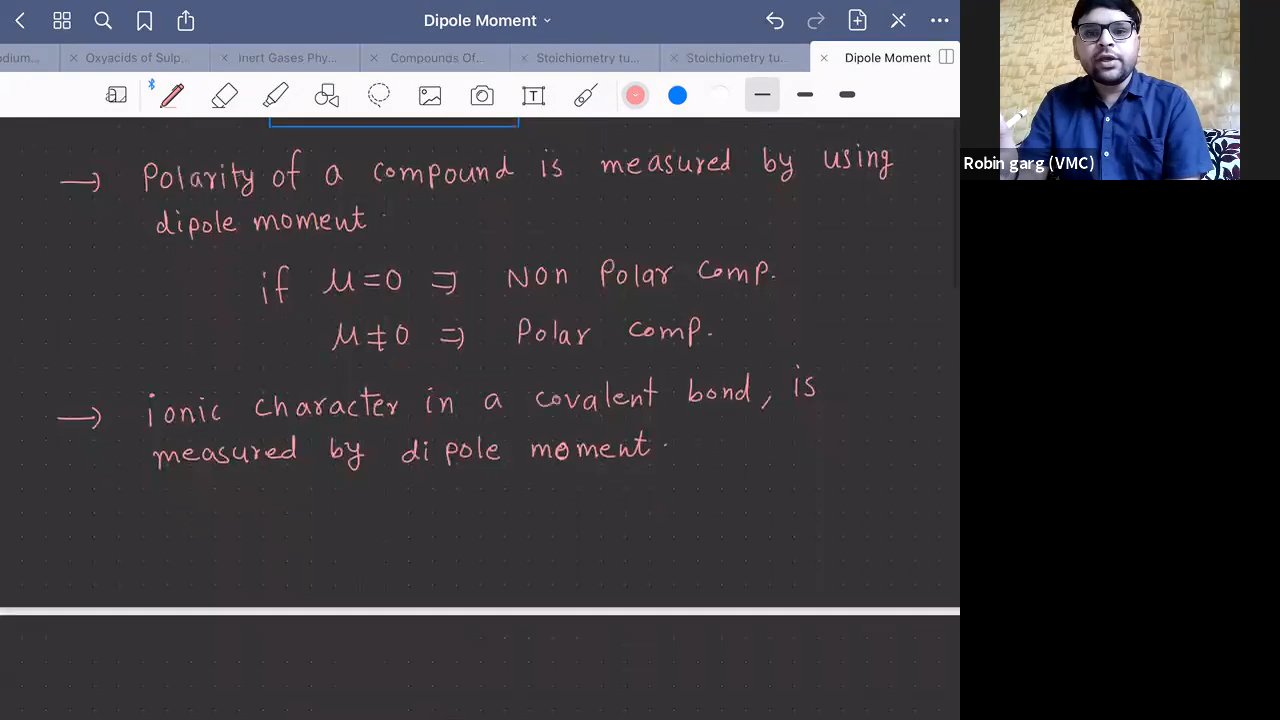 Dipole Moment
odium...
Oxyacids of Sulp...
Inert Gases Phy...
Compounds Of...
Stoichiometry tu...
Stoichiometry tu...
Dipole Moment
T
Robin garg (VMC)
→ Polarity of a compound is measured by using
dipole moment.
if μ=0 ⇒ Non Polar Comp.
μ≠0 ⇒ Polar comp.
→ ionic character in a covalent bond, is
measured by dipole moment.